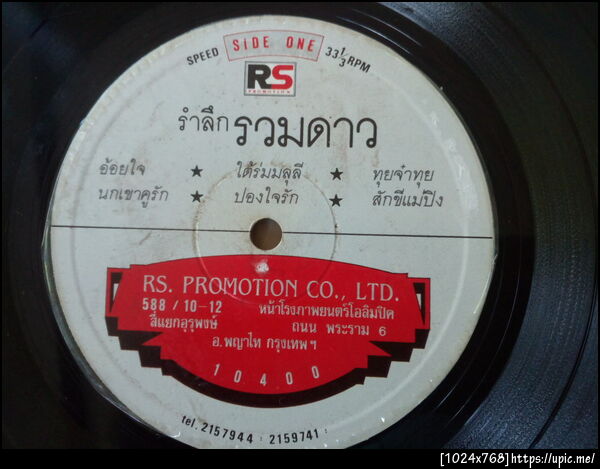 SPEED SIDE ONE 33 1/3 RPM
RS
PROMOTION
รำลึก รวมดาว
อ้อยใจ ★ ใต้ร่มมลุลี ★ ทุยจ๋าทุย
นกเขาคูรัก ★ ปองใจรัก ★ สักขีแม่ปิง
RS. PROMOTION CO., LTD.
588 / 10-12 หน้าโรงภาพยนตร์โอลิมปิค
สี่แยกอุรุพงษ์ ถนน พระราม 6
อ.พญาไท กรุงเทพฯ
10400
tel. 2157944 : 2159741 :
[1024x768]https://upic.me/